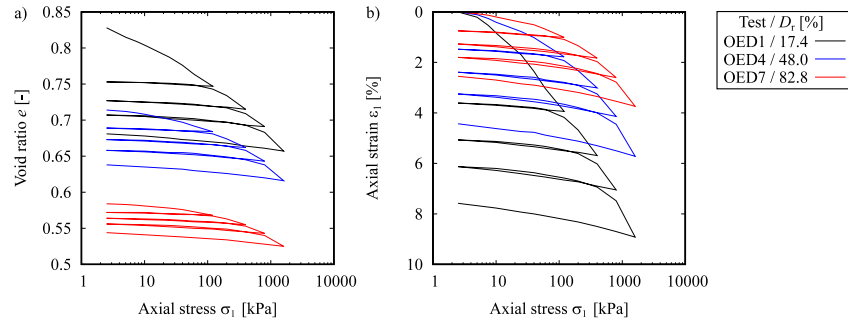 a)
0.85
0.8
0.75
0.7
0.65
0.6
0.55
0.5
Void ratio e [-]
1
10
100
1000
10000
Axial stress σ1 [kPa]
b)
0
2
4
6
8
10
Axial strain ε1 [%]
1
10
100
1000
10000
Axial stress σ1 [kPa]
Test / Dr [%]
OED1 / 17.4
OED4 / 48.0
OED7 / 82.8